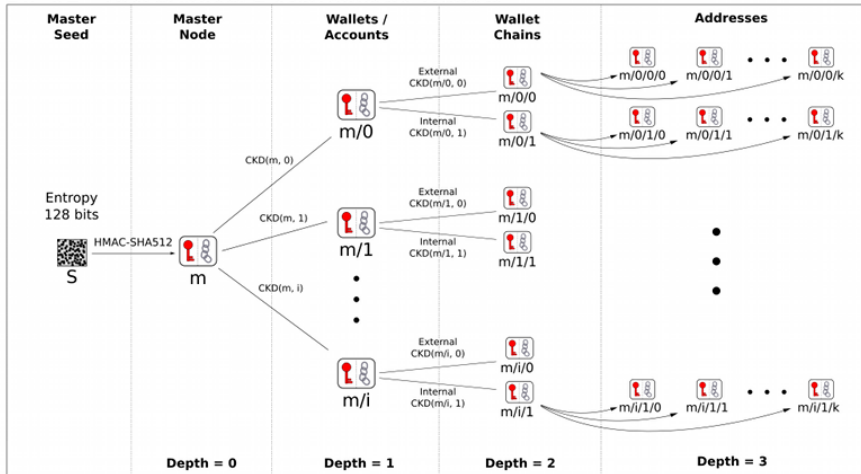 Master
Seed
Master
Node
Wallets /
Accounts
Wallet
Chains
Addresses
Entropy
128 bits
S
HMAC-SHA512
m
CKD(m, 0)
CKD(m, 1)
CKD(m, i)
m/0
m/1
m/i
External
CKD(m/0, 0)
Internal
CKD(m/0, 1)
External
CKD(m/1, 0)
Internal
CKD(m/1, 1)
External
CKD(m/i, 0)
Internal
CKD(m/i, 1)
m/0/0
m/0/1
m/1/0
m/1/1
m/i/0
m/i/1
m/0/0/0 m/0/0/1 m/0/0/k
m/0/1/0 m/0/1/1 m/0/1/k
m/i/1/0 m/i/1/1 m/i/1/k
Depth = 0
Depth = 1
Depth = 2
Depth = 3